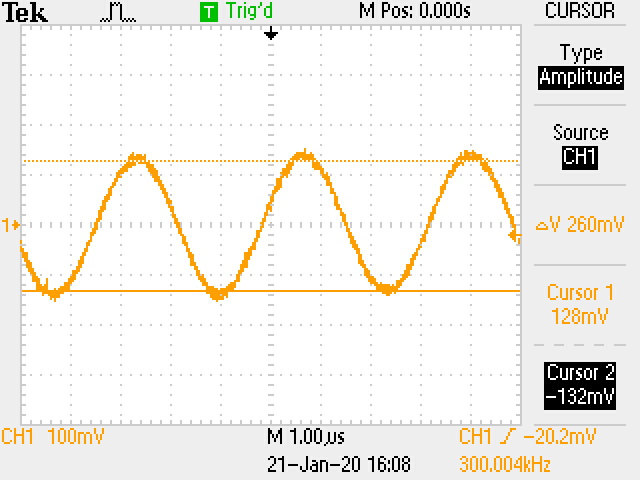 Tek T Trig'd M Pos: 0.000s CURSOR
Type
Amplitude
Source
CH1
1
△V 260mV
Cursor 1
128mV
Cursor 2
-132mV
CH1 100mV M 1.00µs CH1 -20.2mV
21-Jan-20 16:08 300.004kHz